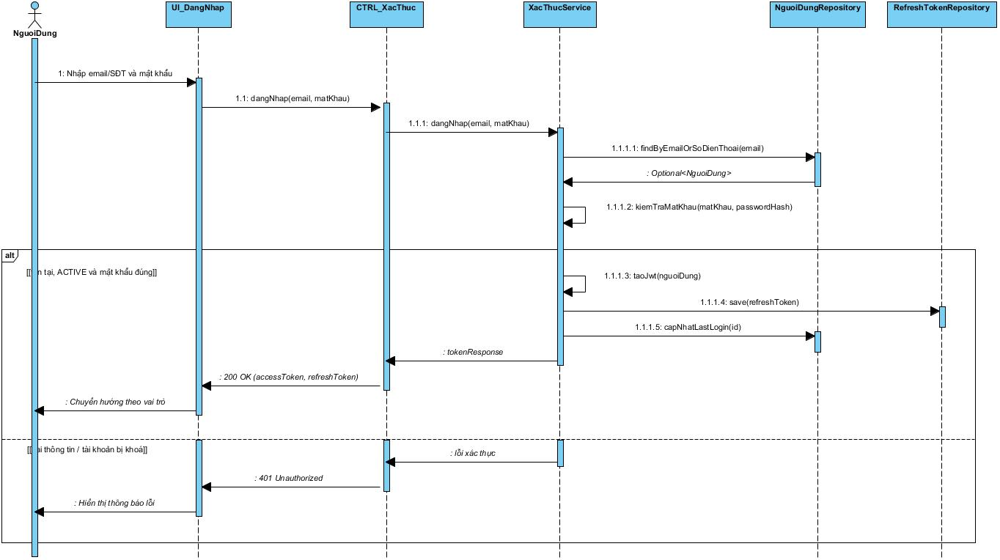 UI_DangNhap
CTRL_XacThuc
XacThucService
NguoiDungRepository
RefreshTokenRepository
NguoiDung
1: Nhập email/SĐT và mật khẩu
1.1: dangNhap(email, matKhau)
1.1.1: dangNhap(email, matKhau)
1.1.1.1: findByEmailOrSoDienThoai(email)
: Optional<NguoiDung>
1.1.1.2: kiemTraMatKhau(matKhau, passwordHash)
alt
tại, ACTIVE và mật khẩu đúng]]
1.1.1.3: taoJwt(nguoiDung)
1.1.1.4: save(refreshToken)
1.1.1.5: capNhatLastLogin(id)
: tokenResponse
: 200 OK (accessToken, refreshToken)
: Chuyển hướng theo vai trò
thông tin / tài khoản bị khoá]]
: lỗi xác thực
: 401 Unauthorized
: Hiển thị thông báo lỗi